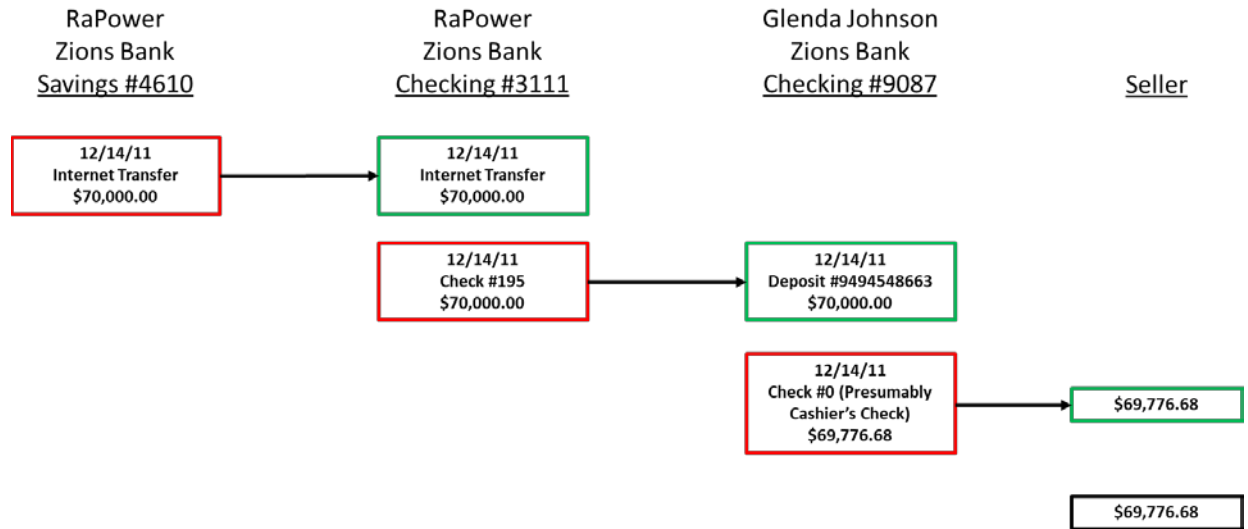 RaPower
Zions Bank
Savings #4610
RaPower
Zions Bank
Checking #3111
Glenda Johnson
Zions Bank
Checking #9087
Seller
12/14/11
Internet Transfer
$70,000.00
12/14/11
Internet Transfer
$70,000.00
12/14/11
Check #195
$70,000.00
12/14/11
Deposit #9494548663
$70,000.00
12/14/11
Check #0 (Presumably
Cashier's Check)
$69,776.68
$69,776.68
$69,776.68